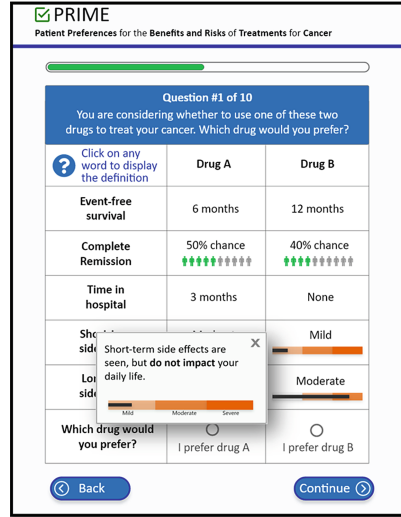 PRIME
Patient Preferences for the Benefits and Risks of Treatments for Cancer
Question #1 of 10
You are considering whether to use one of these two
drugs to treat your cancer. Which drug would you prefer?
? Click on any
word to display
the definition
Drug A
Drug B
Event-free
survival
6 months
12 months
Complete
Remission
50% chance
40% chance
Time in
hospital
3 months
None
Mild
Short-term side effects are
seen, but do not impact your
daily life.
X
Mild Moderate Severe
Moderate
Which drug would
you prefer?
I prefer drug A
I prefer drug B
Back
Continue